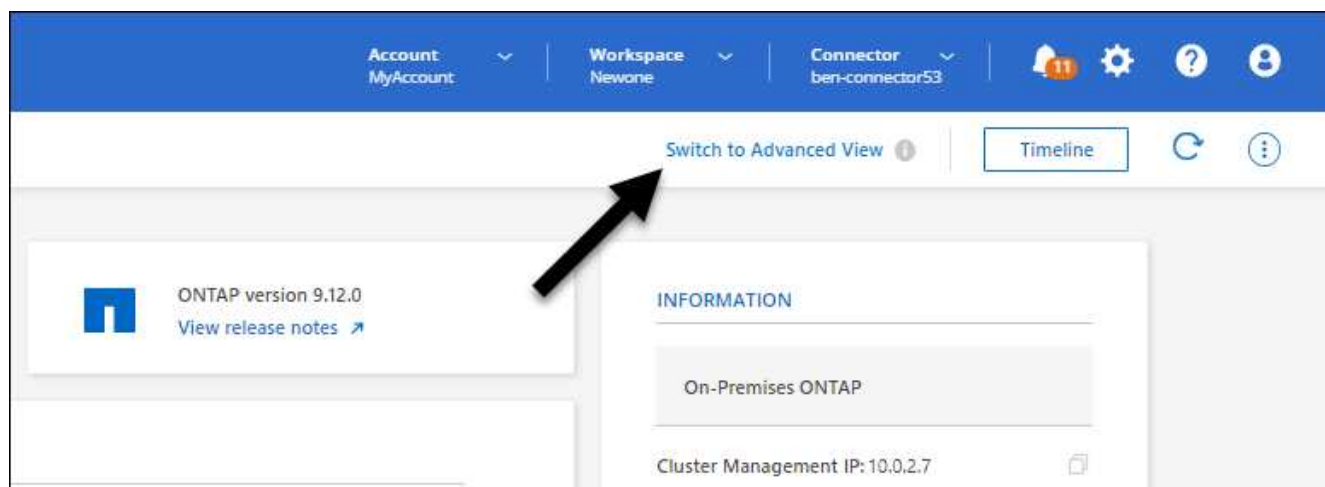 Account
MyAccount
Workspace
Newone
Connector
ben-connector53
11
Switch to Advanced View
Timeline
ONTAP version 9.12.0
View release notes
INFORMATION
On-Premises ONTAP
Cluster Management IP: 10.0.2.7